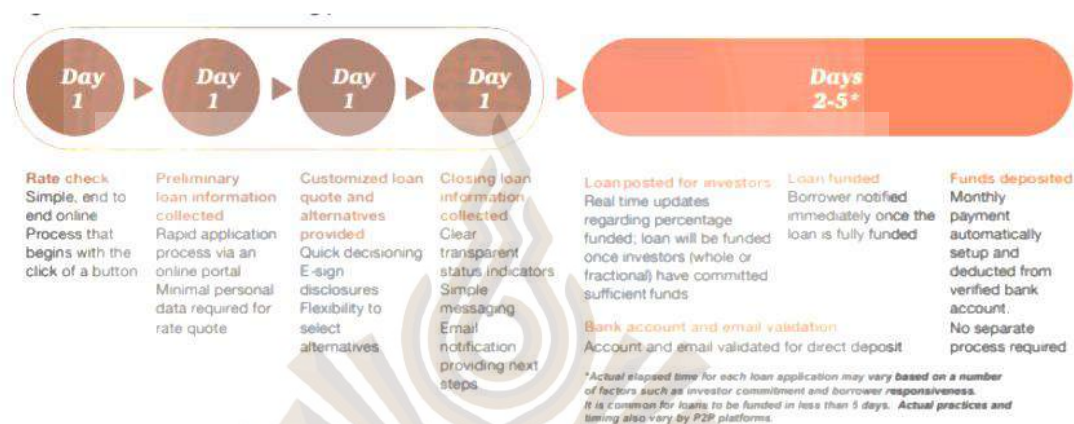 Day
1
Day
1
Day
1
Day
1
Days
2-5*
Rate check
Simple, end to
end online
Process that
begins with the
click of a button
Preliminary
loan information
collected
Rapid application
process via an
online portal
Minimal personal
data required for
rate quote
Customized loan
quote and
alternatives
provided
Quick decisioning
E-sign
disclosures
Flexibility to
select
alternatives
Closing loan
information
collected
Clear
transparent
status indicators
Simple
messaging
Email
notification
providing next
steps
Loan posted for investors
Real time updates
regarding percentage
funded; loan will be funded
once investors (whole or
fractional) have committed
sufficient funds
Loan funded
Borrower notified
immediately once the
loan is fully funded
Bank account and email validation
Account and email validated for direct deposit
Funds deposited
Monthly
payment
automatically
setup and
deducted from
verified bank
account.
No separate
process required
*Actual elapsed time for each loan application may vary based on a number
of factors such as investor commitment and borrower responsiveness.
It is common for loans to be funded in less than 5 days. Actual practices and
timing also vary by P2P platforms.